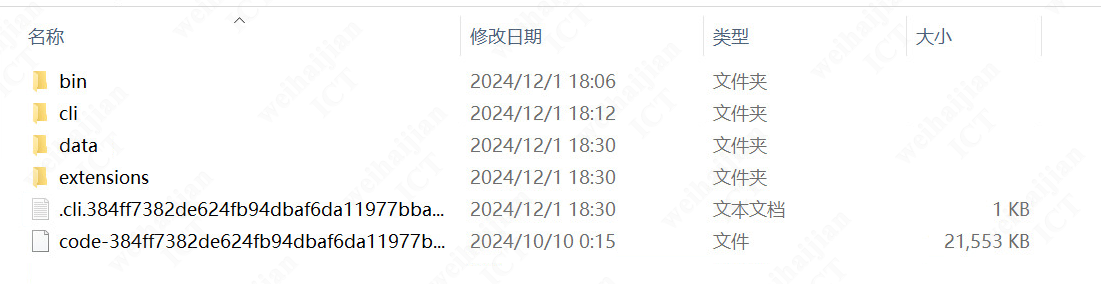 名称 修改日期 类型 大小
bin 2024/12/1 18:06 文件夹
cli 2024/12/1 18:12 文件夹
data 2024/12/1 18:30 文件夹
extensions 2024/12/1 18:30 文件夹
.cli.384ff7382de624fb94dbaf6da11977bba... 2024/12/1 18:30 文本文档 1 KB
code-384ff7382de624fb94dbaf6da11977b... 2024/10/10 0:15 文件 21,553 KB
weihaijian
ICT